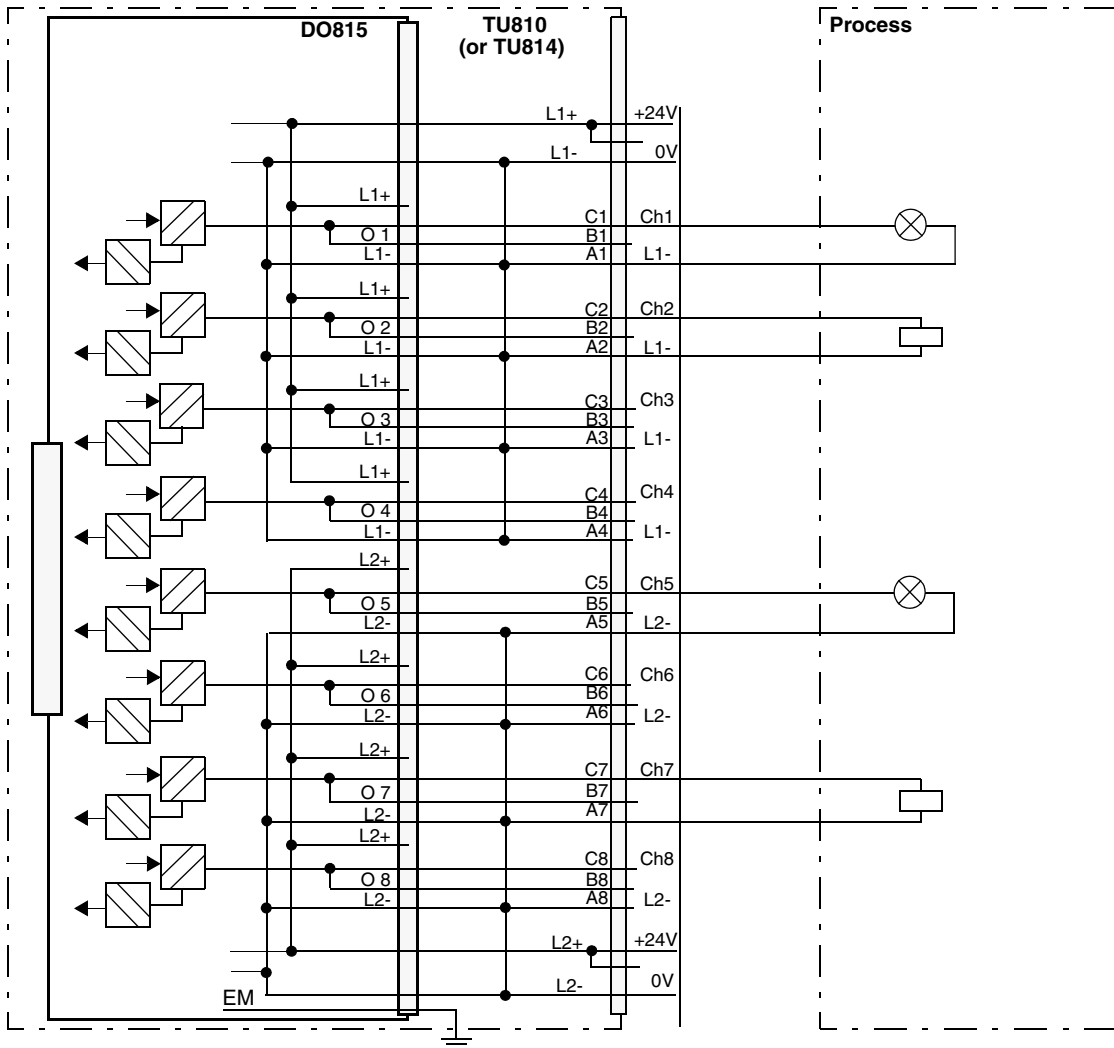 DO815 TU810 Process
(or TU814)
L1+ +24V
L1- 0V
L1+
C1 Ch1
O 1 B1
L1- A1 L1-
L1+
C2 Ch2
O 2 B2
L1- A2 L1-
L1+
C3 Ch3
O 3 B3
L1- A3 L1-
L1+
C4 Ch4
O 4 B4
L1- A4 L1-
L2+
C5 Ch5
O 5 B5
L2- A5 L2-
L2+
C6 Ch6
O 6 B6
L2- A6 L2-
L2+
C7 Ch7
O 7 B7
L2- A7
L2+
C8 Ch8
O 8 B8
L2- A8 L2-
L2+ +24V
L2- 0V
EM